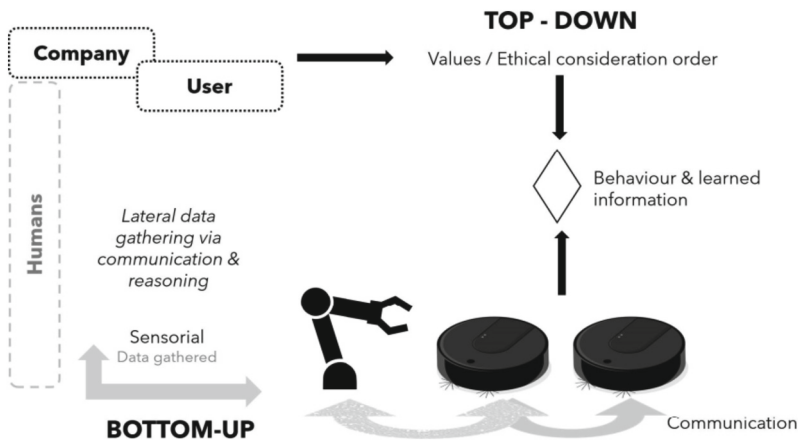 TOP - DOWN
Company
User
Values / Ethical consideration order
Behaviour & learned
information
Humans
Lateral data
gathering via
communication &
reasoning
Sensorial
Data gathered
BOTTOM-UP
Communication